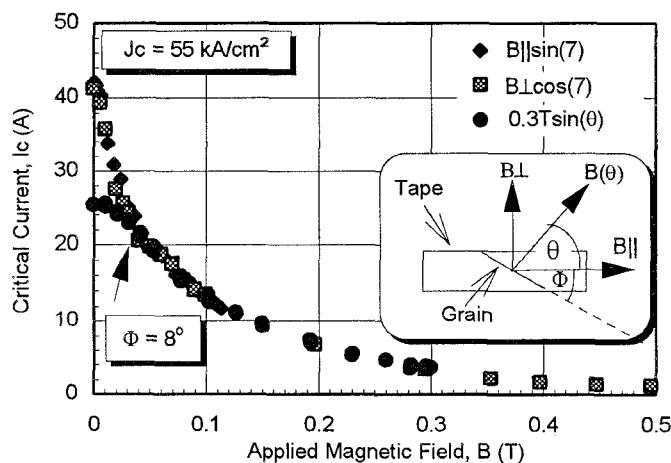 50
40
30
20
10
0
Critical Current, Ic (A)
Jc = 55 kA/cm²
B||sin(7)
B⊥cos(7)
0.3Tsin(θ)
B⊥
B(θ)
Tape
B||
θ
Φ
Grain
Φ = 8°
0 0.1 0.2 0.3 0.4 0.5
Applied Magnetic Field, B (T)